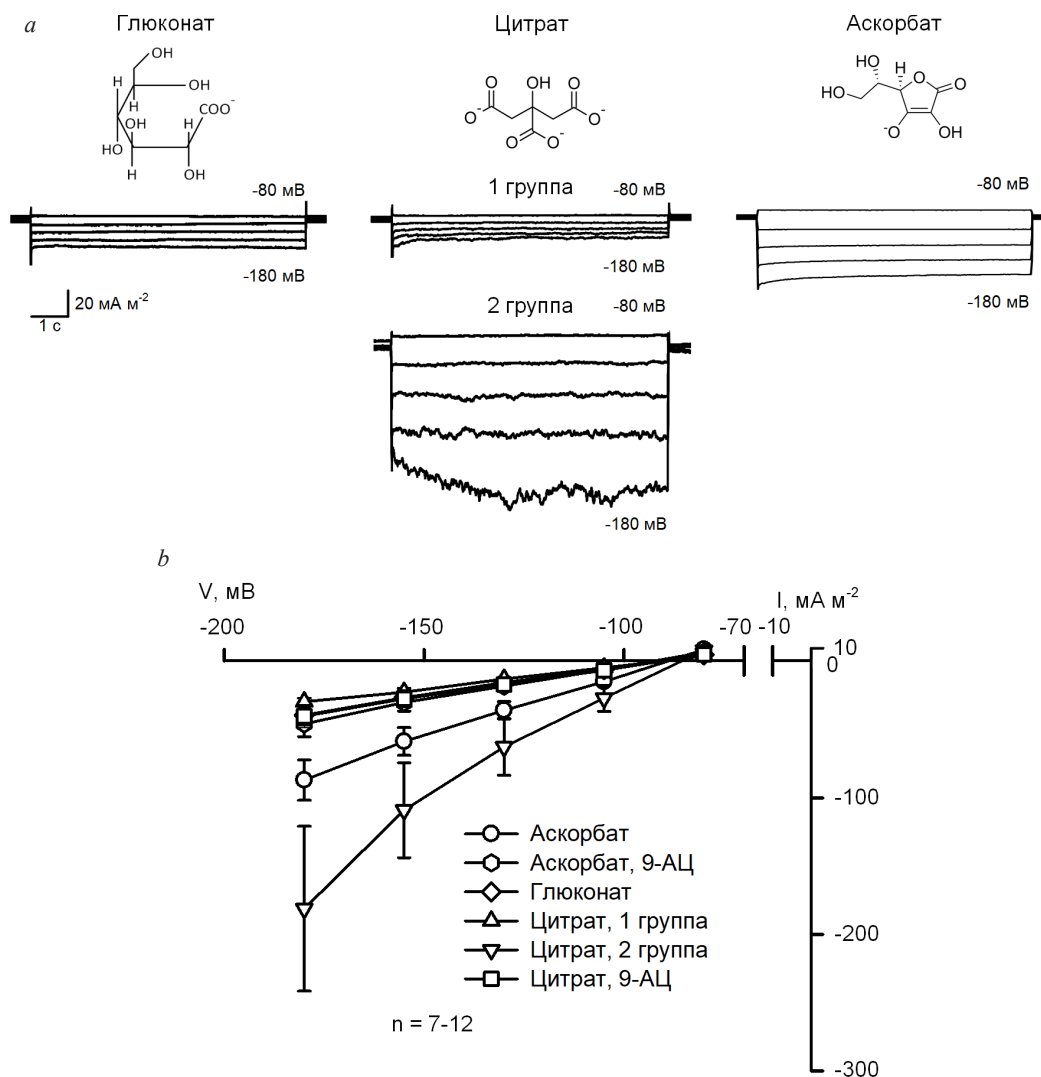 a
Глюконат
Цитрат
Аскорбат
OH
H
OH
H
COO-
OH
H
HO
H
OH
O
OH
O
O-
O-
O
O-
HO
H
O
O
HO
-O
OH
-80 мВ
-180 мВ
20 мА м-2
1 с
1 группа
-80 мВ
-180 мВ
2 группа
-80 мВ
-180 мВ
-80 мВ
-180 мВ
b
V, мВ
I, мА м-2
-200
-150
-100
-70
-10
10
0
-100
-200
-300
Аскорбат
Аскорбат, 9-АЦ
Глюконат
Цитрат, 1 группа
Цитрат, 2 группа
Цитрат, 9-АЦ
n = 7-12